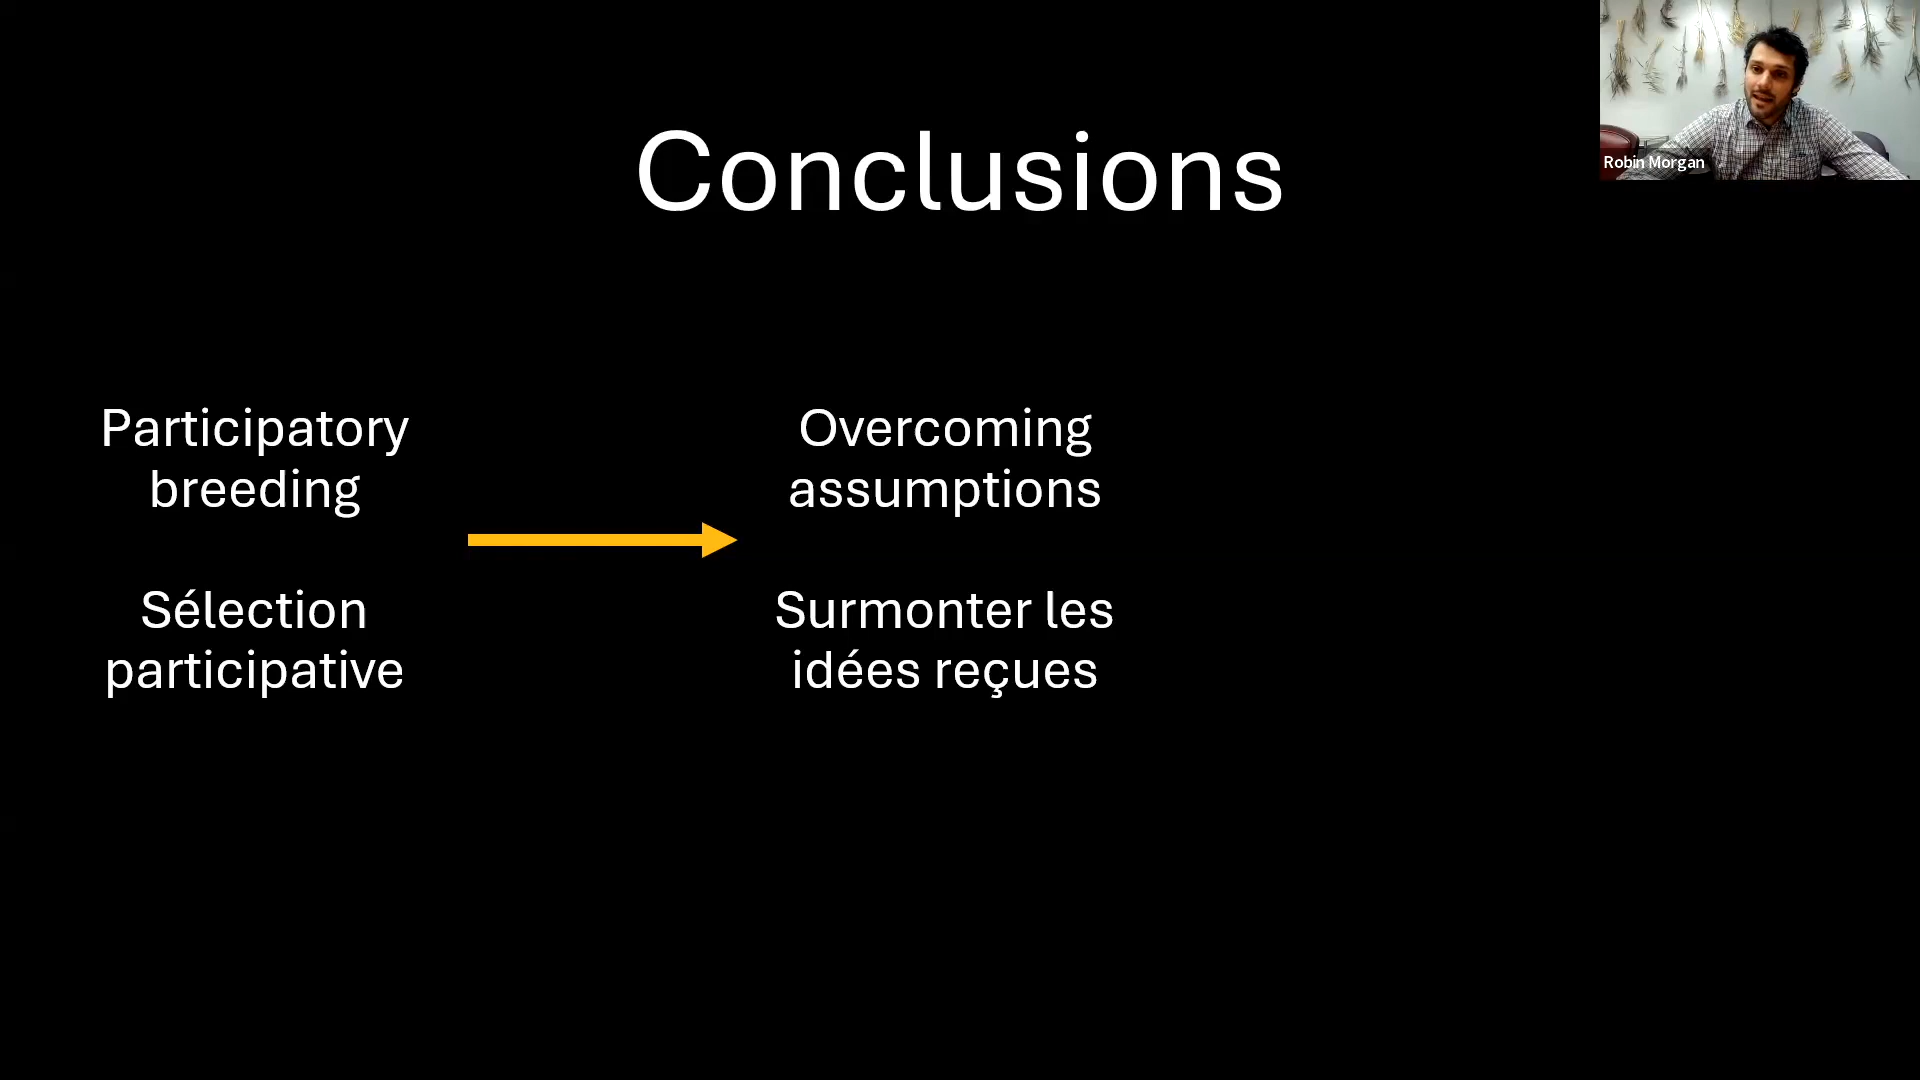 Conclusions
Robin Morgan
Participatory
breeding
Sélection
participative
Overcoming
assumptions
Surmonter les
idées reçues